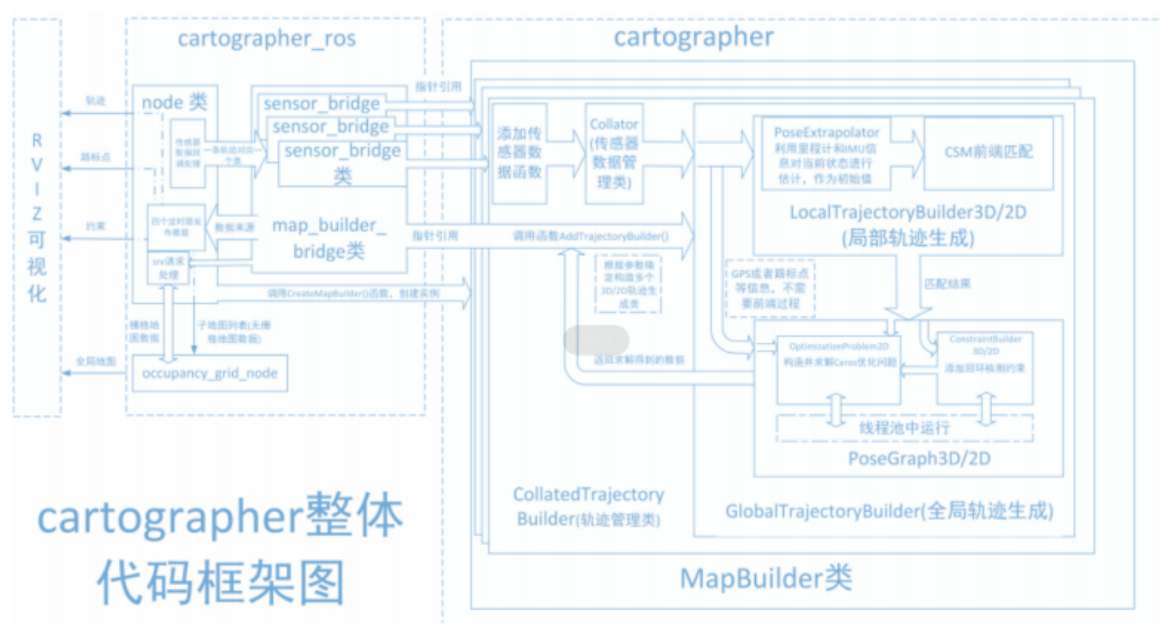 cartographer_ros
cartographer
R
V
I
Z
可
视
化
轨迹
路标点
约束
全局地图
node 类
传感器
数据回
调处理
一条轨迹对应
一个类
sensor_bridge
sensor_bridge
sensor_bridge
类
四个定时器发
布数据
数据来源
map_builder_
bridge类
srv请求
处理
调用CreateMapBuilder()函数，创建实例
栅格地
图数据
子地图列表(无栅
格地图数据)
occupancy_grid_node
指针引用
指针引用
添加传
感器数
据函数
Collator
(传感器
数据管
理类)
PoseExtrapolator
利用里程计和IMU信
息对当前状态进行
估计，作为初始值
CSM前端匹配
LocalTrajectoryBuilder3D/2D
(局部轨迹生成)
调用函数AddTrajectoryBuilder()
根据参数确
定构造多个
3D/2D轨迹生
成类
GPS或者路标点
等信息，不需
要前端过程
匹配结果
返回求解得到的数据
OptimizationProblem2D
构造并求解Ceres优化问题
ConstraintBuilder
3D/2D
添加回环检测约束
线程池中运行
PoseGraph3D/2D
CollatedTrajectory
Builder(轨迹管理类)
GlobalTrajectoryBuilder(全局轨迹生成)
MapBuilder类
cartographer整体
代码框架图